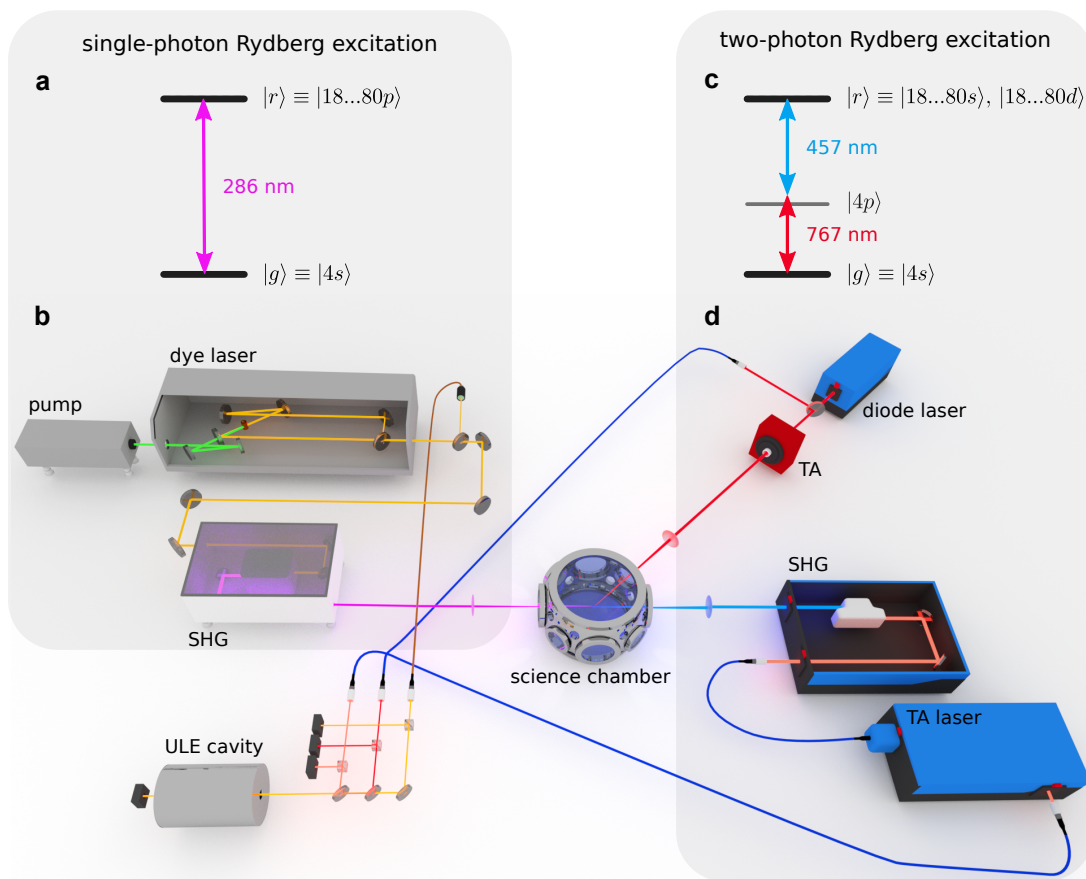 single-photon Rydberg excitation
a
|r⟩ ≡ |18...80p⟩
286 nm
|g⟩ ≡ |4s⟩
b
dye laser
pump
SHG
ULE cavity
science chamber
two-photon Rydberg excitation
c
|r⟩ ≡ |18...80s⟩, |18...80d⟩
457 nm
|4p⟩
767 nm
|g⟩ ≡ |4s⟩
d
diode laser
TA
SHG
TA laser